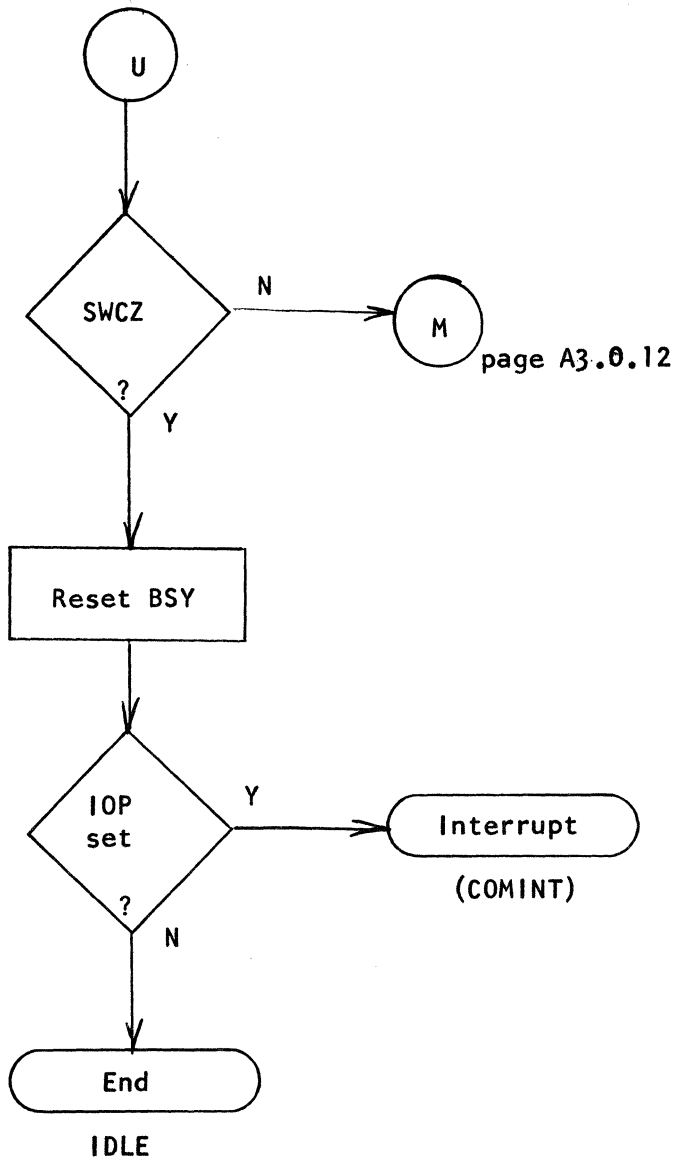 U
SWCZ
?
N
M
page A3.0.12
Y
Reset BSY
IOP
set
?
Y
Interrupt
(COMINT)
N
End
IDLE